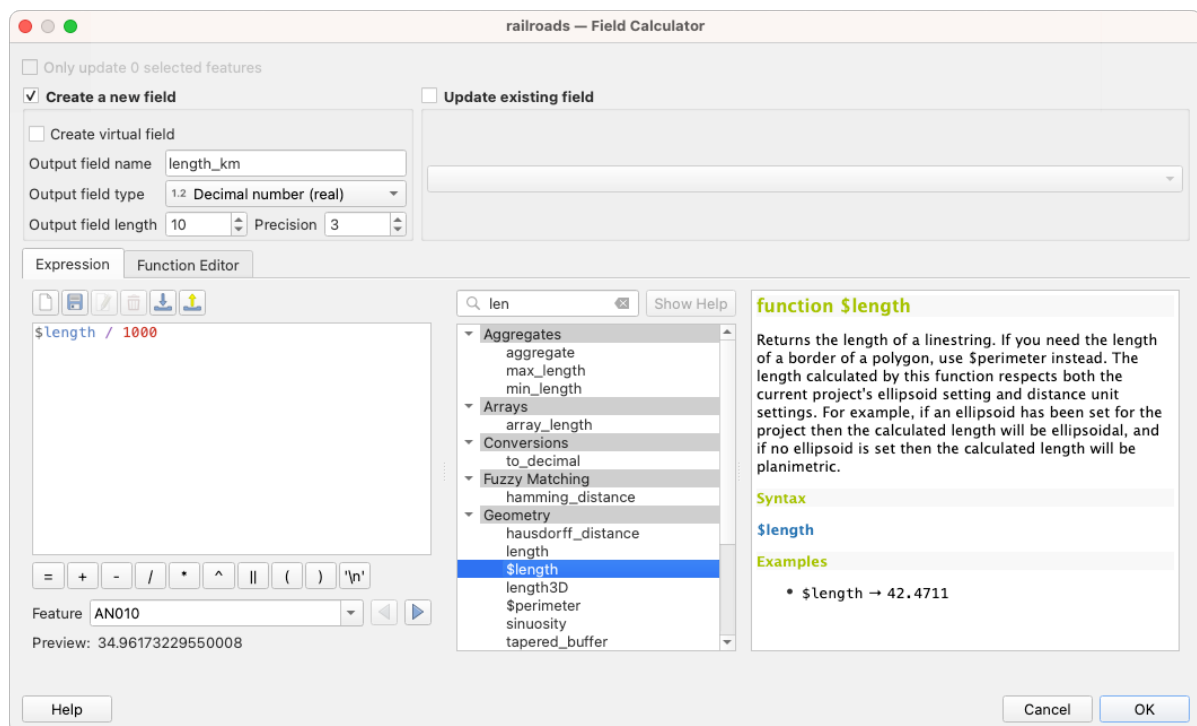 railroads — Field Calculator
Only update 0 selected features
Create a new field
Update existing field
Create virtual field
Output field name length_km
Output field type 1.2 Decimal number (real)
Output field length 10 Precision 3
Expression Function Editor
$length / 1000
= + - / * ^ || ( ) '\n'
Feature AN010
Preview: 34.96173229550008
len Show Help
Aggregates
aggregate
max_length
min_length
Arrays
array_length
Conversions
to_decimal
Fuzzy Matching
hamming_distance
Geometry
hausdorff_distance
length
$length
length3D
$perimeter
sinuosity
tapered_buffer
function $length
Returns the length of a linestring. If you need the length
of a border of a polygon, use $perimeter instead. The
length calculated by this function respects both the
current project's ellipsoid setting and distance unit
settings. For example, if an ellipsoid has been set for the
project then the calculated length will be ellipsoidal, and
if no ellipsoid is set then the calculated length will be
planimetric.
Syntax
$length
Examples
• $length → 42.4711
Help
Cancel
OK